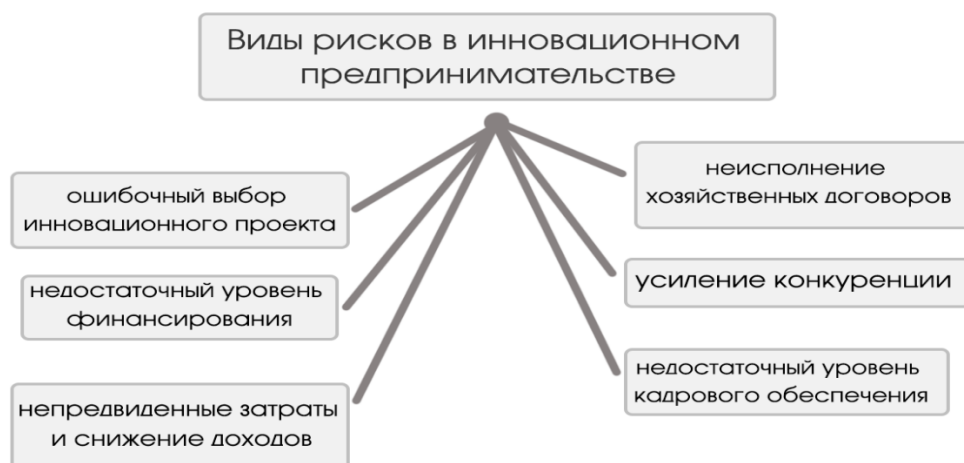 Виды рисков в инновационном
предпринимательстве
ошибочный выбор
инновационного проекта
недостаточный уровень
финансирования
непредвиденные затраты
и снижение доходов
неисполнение
хозяйственных договоров
усиление конкуренции
недостаточный уровень
кадрового обеспечения